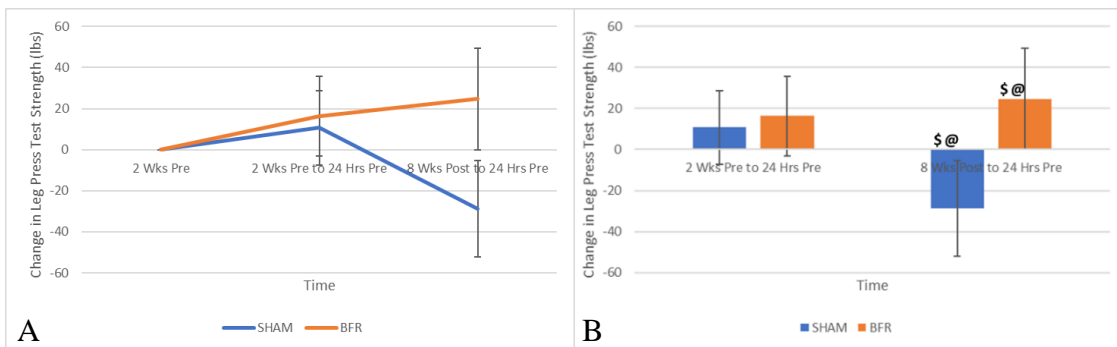 Change in Leg Press Test Strength (lbs)
60
40
20
0
-20
-40
-60
2 Wks Pre
2 Wks Pre to 24 Hrs Pre
8 Wks Post to 24 Hrs Pre
Time
SHAM
BFR
A
Change in Leg Press Test Strength (lbs)
60
40
20
0
-20
-40
-60
$ @
$ @
2 Wks Pre to 24 Hrs Pre
8 Wks Post to 24 Hrs Pre
Time
SHAM
BFR
B